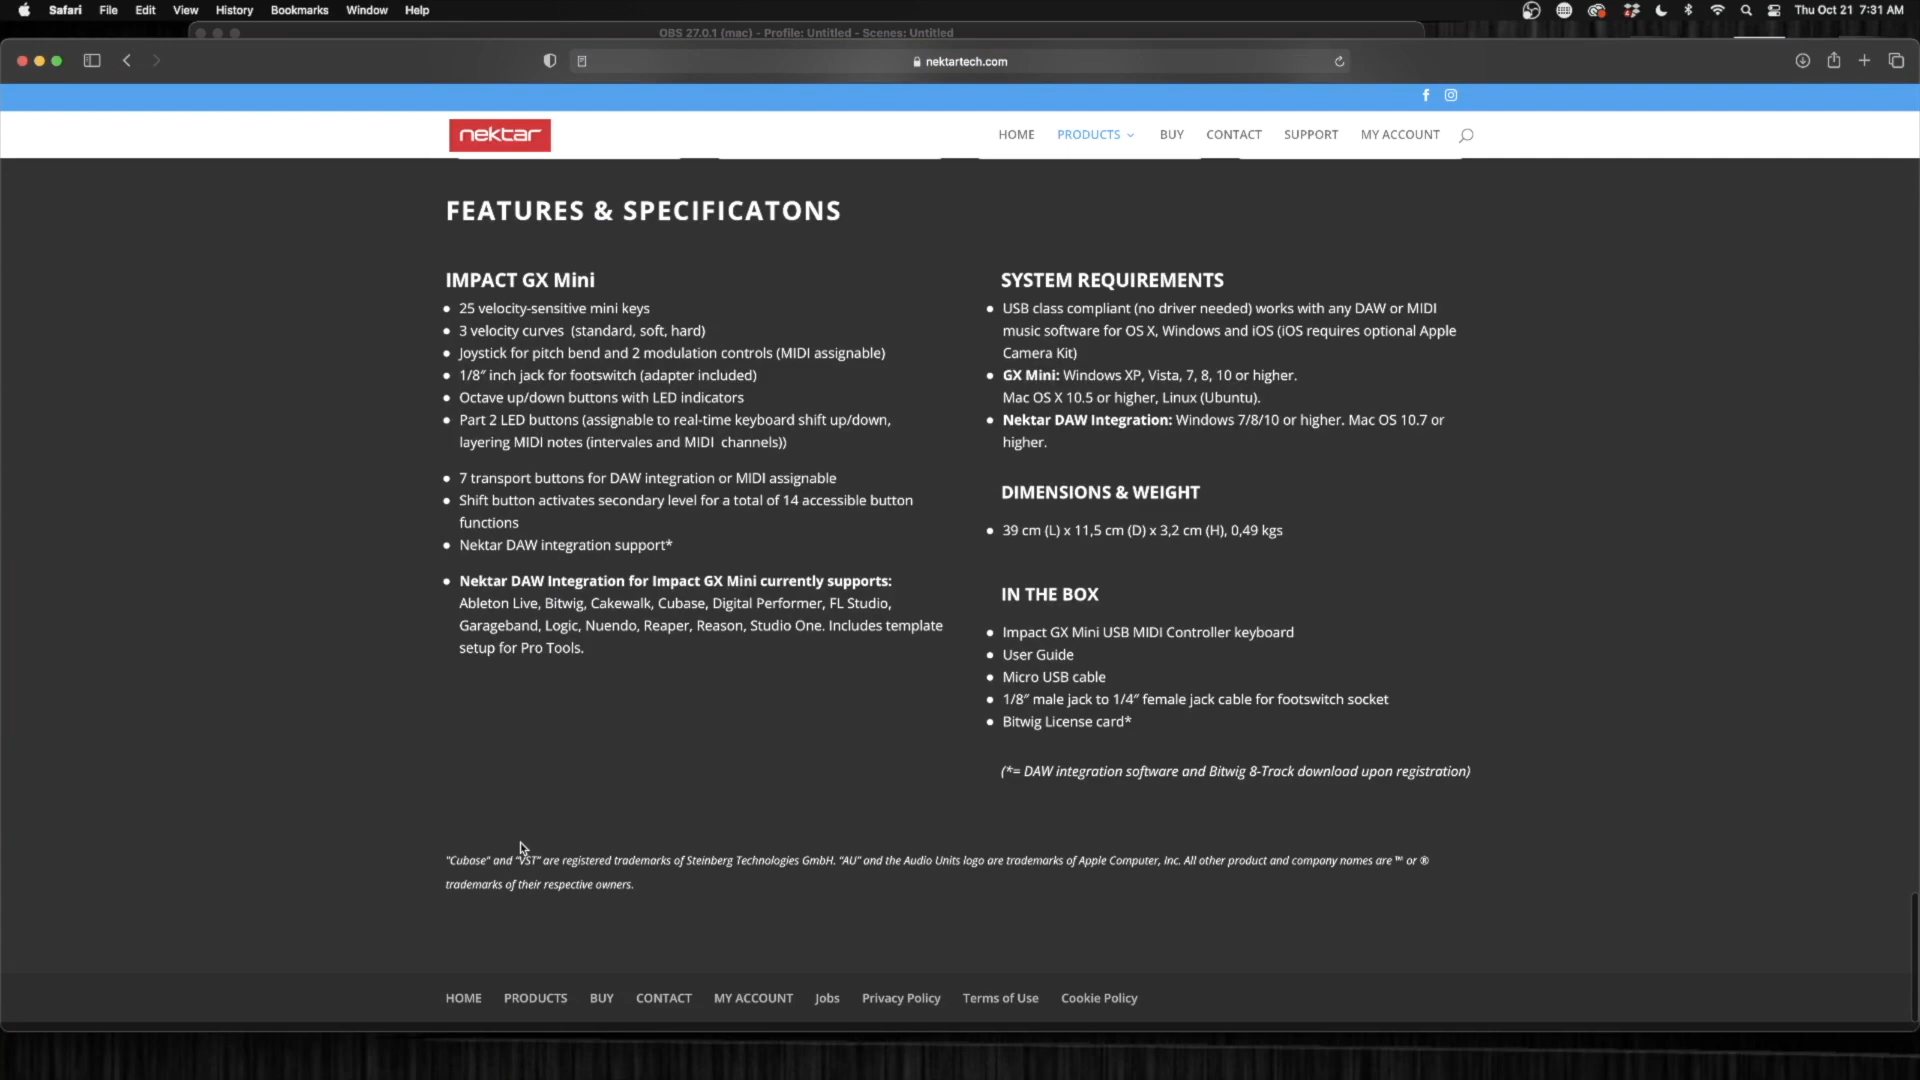 Safari File Edit View History Bookmarks Window Help Thu Oct 21 7:31 AM
OBS 27.0.1 (mac) - Profile: Untitled - Scenes: Untitled
nektartech.com
nektar HOME PRODUCTS BUY CONTACT SUPPORT MY ACCOUNT
FEATURES & SPECIFICATONS
IMPACT GX Mini
• 25 velocity-sensitive mini keys
• 3 velocity curves (standard, soft, hard)
• Joystick for pitch bend and 2 modulation controls (MIDI assignable)
• 1/8″ inch jack for footswitch (adapter included)
• Octave up/down buttons with LED indicators
• Part 2 LED buttons (assignable to real-time keyboard shift up/down,
layering MIDI notes (intervales and MIDI channels))
• 7 transport buttons for DAW integration or MIDI assignable
• Shift button activates secondary level for a total of 14 accessible button
functions
• Nektar DAW integration support*
• Nektar DAW Integration for Impact GX Mini currently supports:
Ableton Live, Bitwig, Cakewalk, Cubase, Digital Performer, FL Studio,
Garageband, Logic, Nuendo, Reaper, Reason, Studio One. Includes template
setup for Pro Tools.
SYSTEM REQUIREMENTS
• USB class compliant (no driver needed) works with any DAW or MIDI
music software for OS X, Windows and iOS (iOS requires optional Apple
Camera Kit)
• GX Mini: Windows XP, Vista, 7, 8, 10 or higher.
Mac OS X 10.5 or higher, Linux (Ubuntu).
• Nektar DAW Integration: Windows 7/8/10 or higher. Mac OS 10.7 or
higher.
DIMENSIONS & WEIGHT
• 39 cm (L) x 11,5 cm (D) x 3,2 cm (H), 0,49 kgs
IN THE BOX
• Impact GX Mini USB MIDI Controller keyboard
• User Guide
• Micro USB cable
• 1/8″ male jack to 1/4″ female jack cable for footswitch socket
• Bitwig License card*
(*= DAW integration software and Bitwig 8-Track download upon registration)
"Cubase" and "VST" are registered trademarks of Steinberg Technologies GmbH. "AU" and the Audio Units logo are trademarks of Apple Computer, Inc. All other product and company names are ™ or ®
trademarks of their respective owners.
HOME PRODUCTS BUY CONTACT MY ACCOUNT Jobs Privacy Policy Terms of Use Cookie Policy